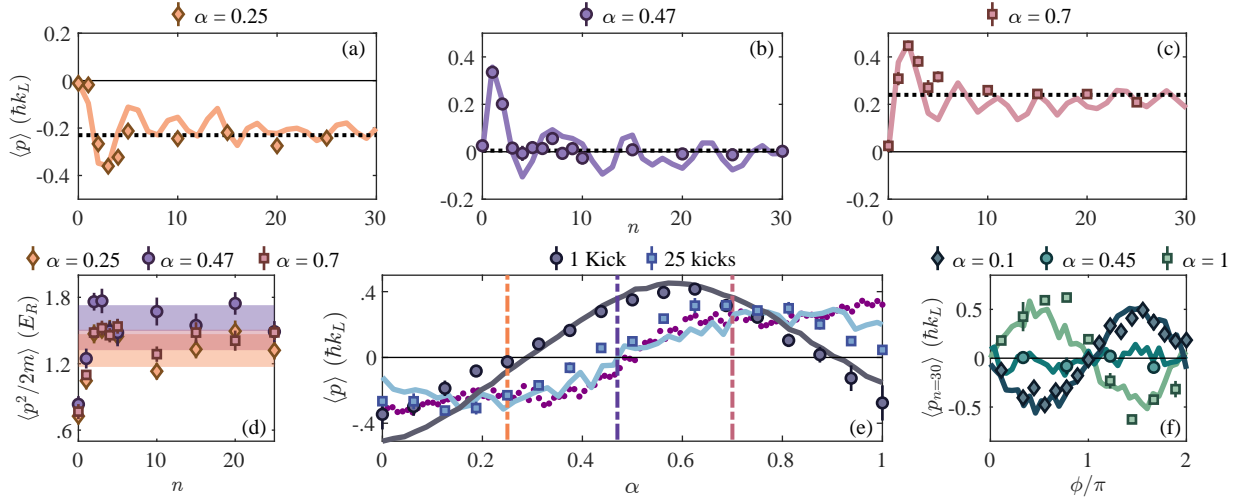 α = 0.25
α = 0.47
α = 0.7
(a)
(b)
(c)
⟨p⟩ (ħk_L)
0.2
0
-0.2
-0.4
0 10 20 30
0.4
0.2
0
-0.2
0 10 20 30
n
0.4
0.2
0
-0.2
0 10 20 30
α = 0.25 α = 0.47 α = 0.7
1 Kick 25 kicks
α = 0.1 α = 0.45 α = 1
⟨p²/2m⟩ (E_R)
1.8
1.5
1.2
.9
.6
(d)
0 10 20
n
⟨p⟩ (ħk_L)
.4
0
-.4
(e)
0 0.2 0.4 0.6 0.8 1
α
⟨p_{n=30}⟩ (ħk_L)
0.5
0
-0.5
(f)
0 1 2
ϕ/π